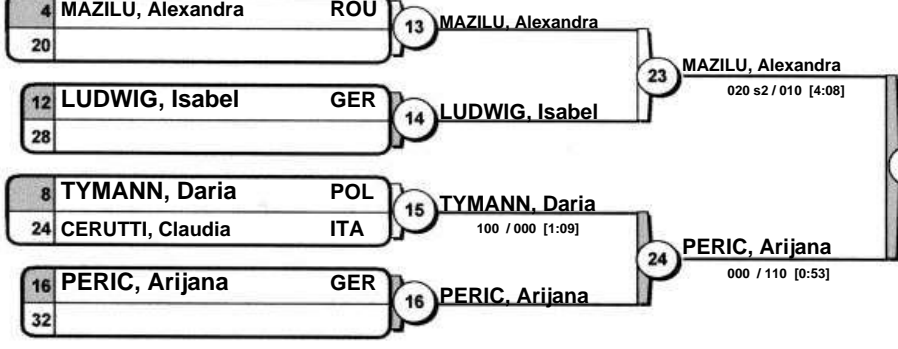 4 MAZILU, Alexandra ROU
20
13
MAZILU, Alexandra
12 LUDWIG, Isabel GER
28
14
LUDWIG, Isabel
23
MAZILU, Alexandra
020 s2 / 010 [4:08]
8 TYMANN, Daria POL
24 CERUTTI, Claudia ITA
15
TYMANN, Daria
100 / 000 [1:09]
16 PERIC, Arijana GER
32
16
PERIC, Arijana
24
PERIC, Arijana
000 / 110 [0:53]